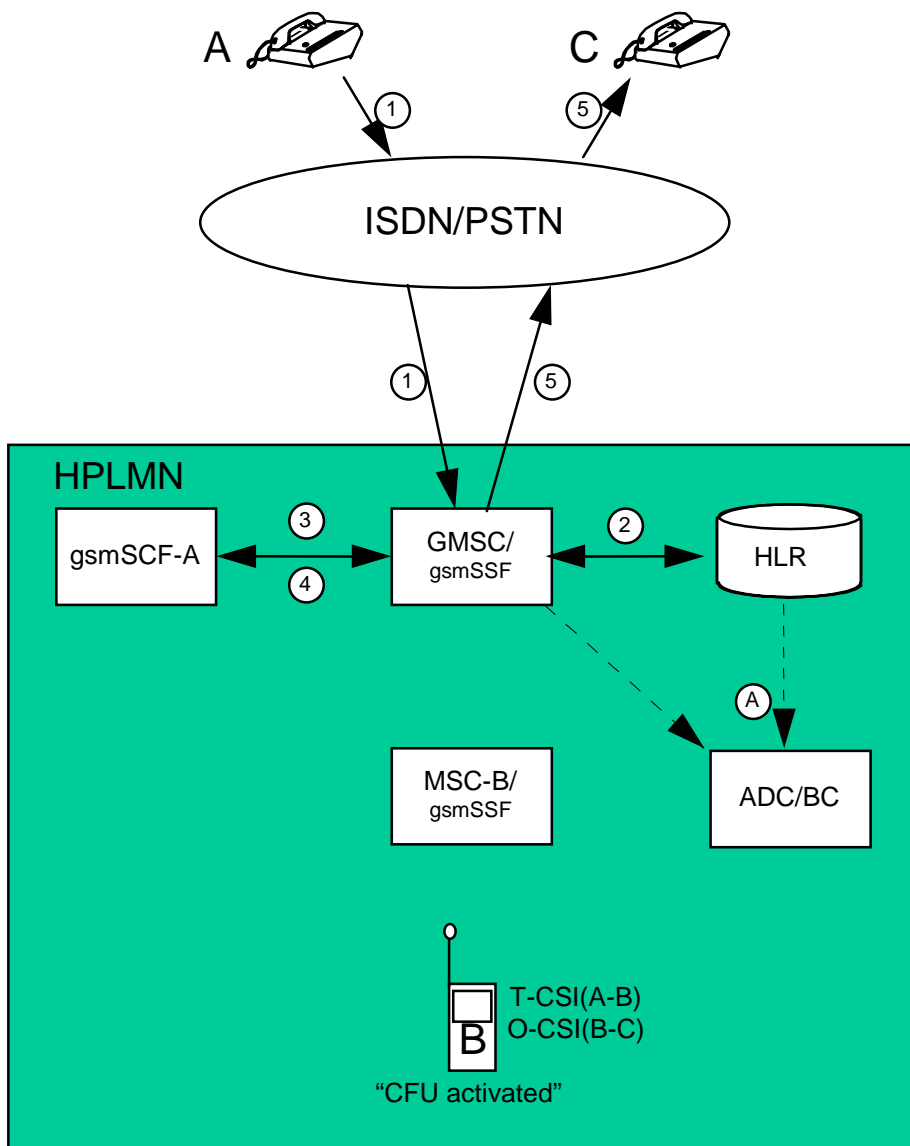 A
C
1
5
ISDN/PSTN
1
5
HPLMN
gsmSCF-A
3
4
GMSC/
gsmSSF
2
HLR
A
MSC-B/
gsmSSF
ADC/BC
B
T-CSI(A-B)
O-CSI(B-C)
“CFU activated”